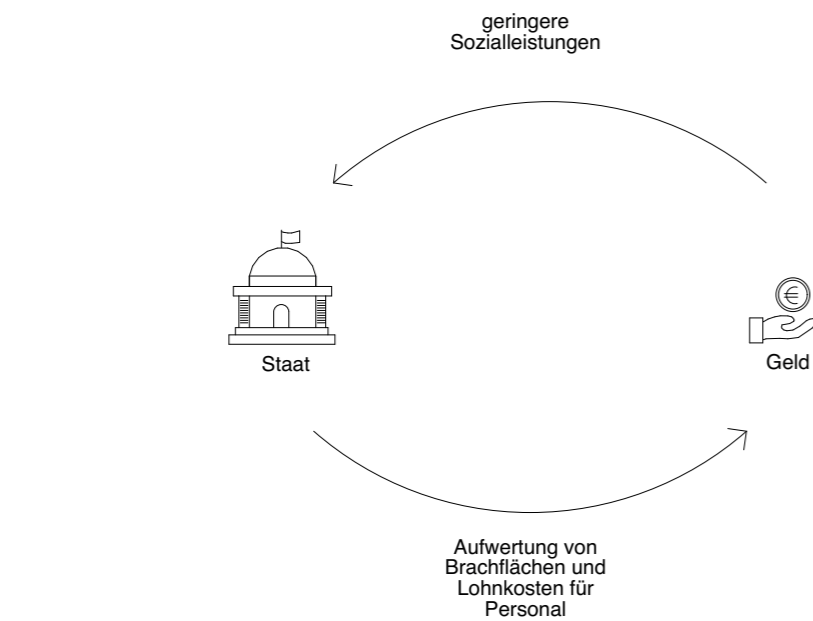 geringere
Sozialleistungen
€
Staat
Geld
Aufwertung von
Brachflächen und
Lohnkosten für
Personal